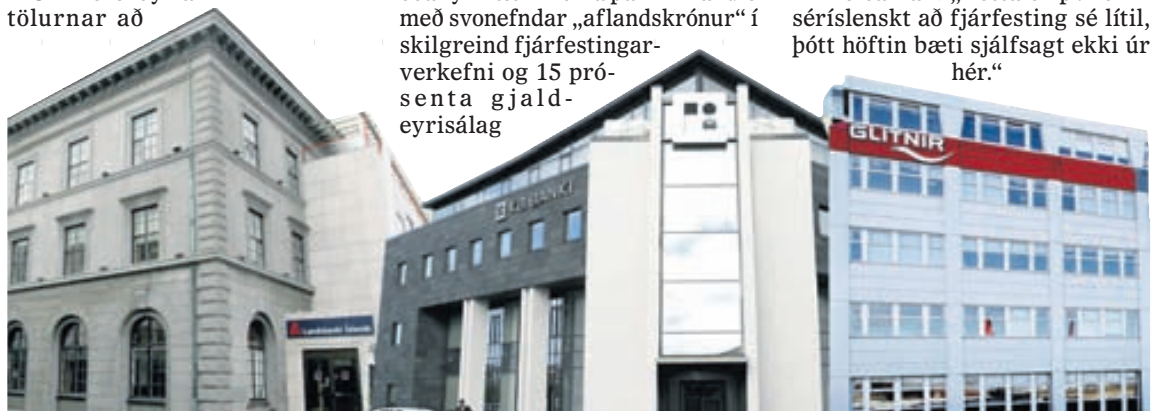 tölurnar að
með svonefndar „aflandskrónur“ í
skilgreind fjárfestingar-
verkefni og 15 pró-
senta gjald-
eyrisálag
séríslenskt að fjárfesting sé lítil,
þótt höftin bæti sjálfsagt ekki úr
hér.“
Landsbanki Íslands
GLITNIR